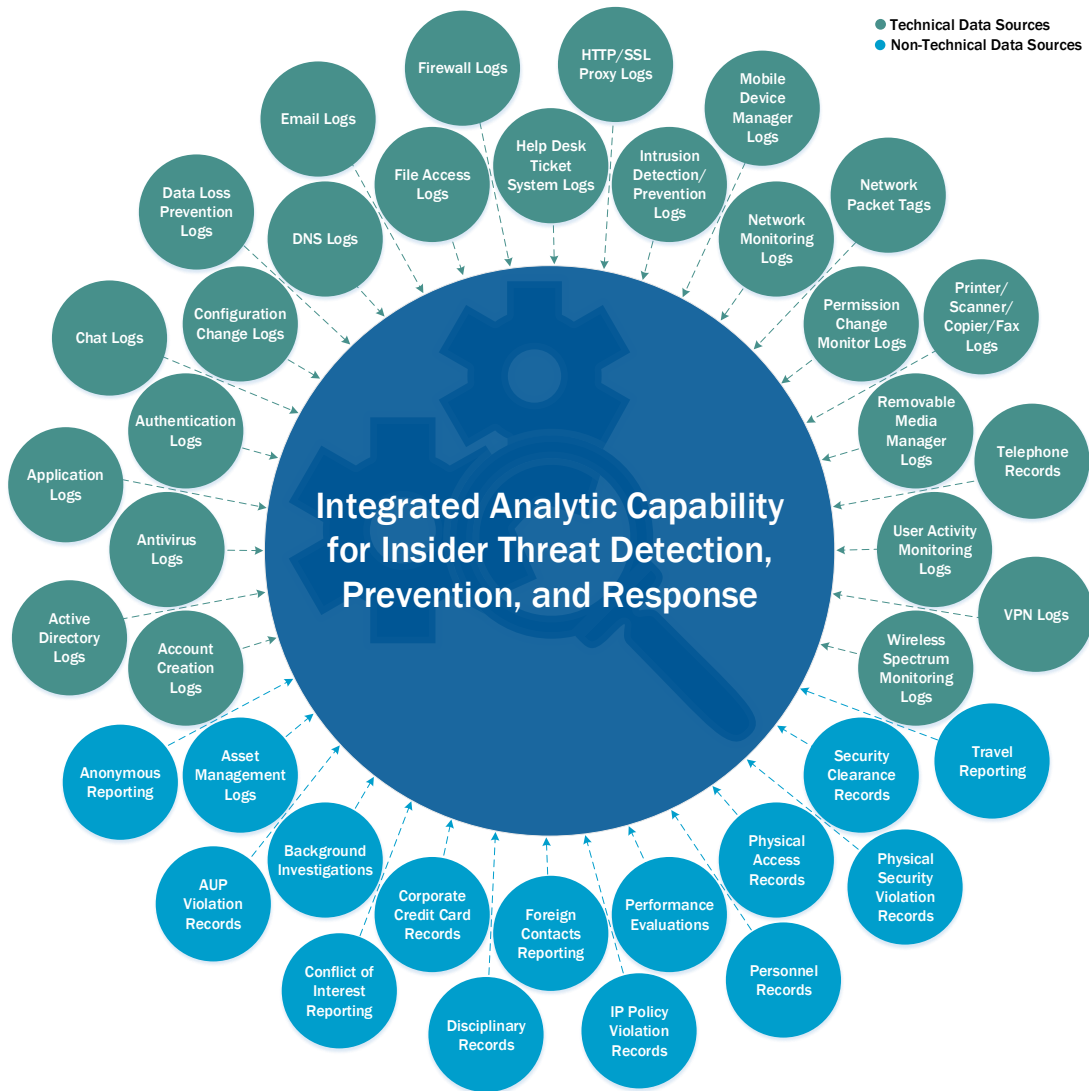 Technical Data Sources
Non-Technical Data Sources
Firewall Logs
HTTP/SSL
Proxy Logs
Mobile
Device
Manager
Logs
Email Logs
File Access
Logs
Help Desk
Ticket
System Logs
Intrusion
Detection/
Prevention
Logs
Network
Packet Tags
Data Loss
Prevention
Logs
DNS Logs
Network
Monitoring
Logs
Chat Logs
Configuration
Change Logs
Permission
Change
Monitor Logs
Printer/
Scanner/
Copier/Fax
Logs
Authentication
Logs
Removable
Media
Manager
Logs
Application
Logs
Telephone
Records
Antivirus
Logs
Integrated Analytic Capability
for Insider Threat Detection,
Prevention, and Response
User Activity
Monitoring
Logs
Active
Directory
Logs
VPN Logs
Account
Creation
Logs
Wireless
Spectrum
Monitoring
Logs
Anonymous
Reporting
Asset
Management
Logs
Security
Clearance
Records
Travel
Reporting
AUP
Violation
Records
Background
Investigations
Physical
Access
Records
Physical
Security
Violation
Records
Corporate
Credit Card
Records
Foreign
Contacts
Reporting
Performance
Evaluations
Conflict of
Interest
Reporting
Personnel
Records
Disciplinary
Records
IP Policy
Violation
Records